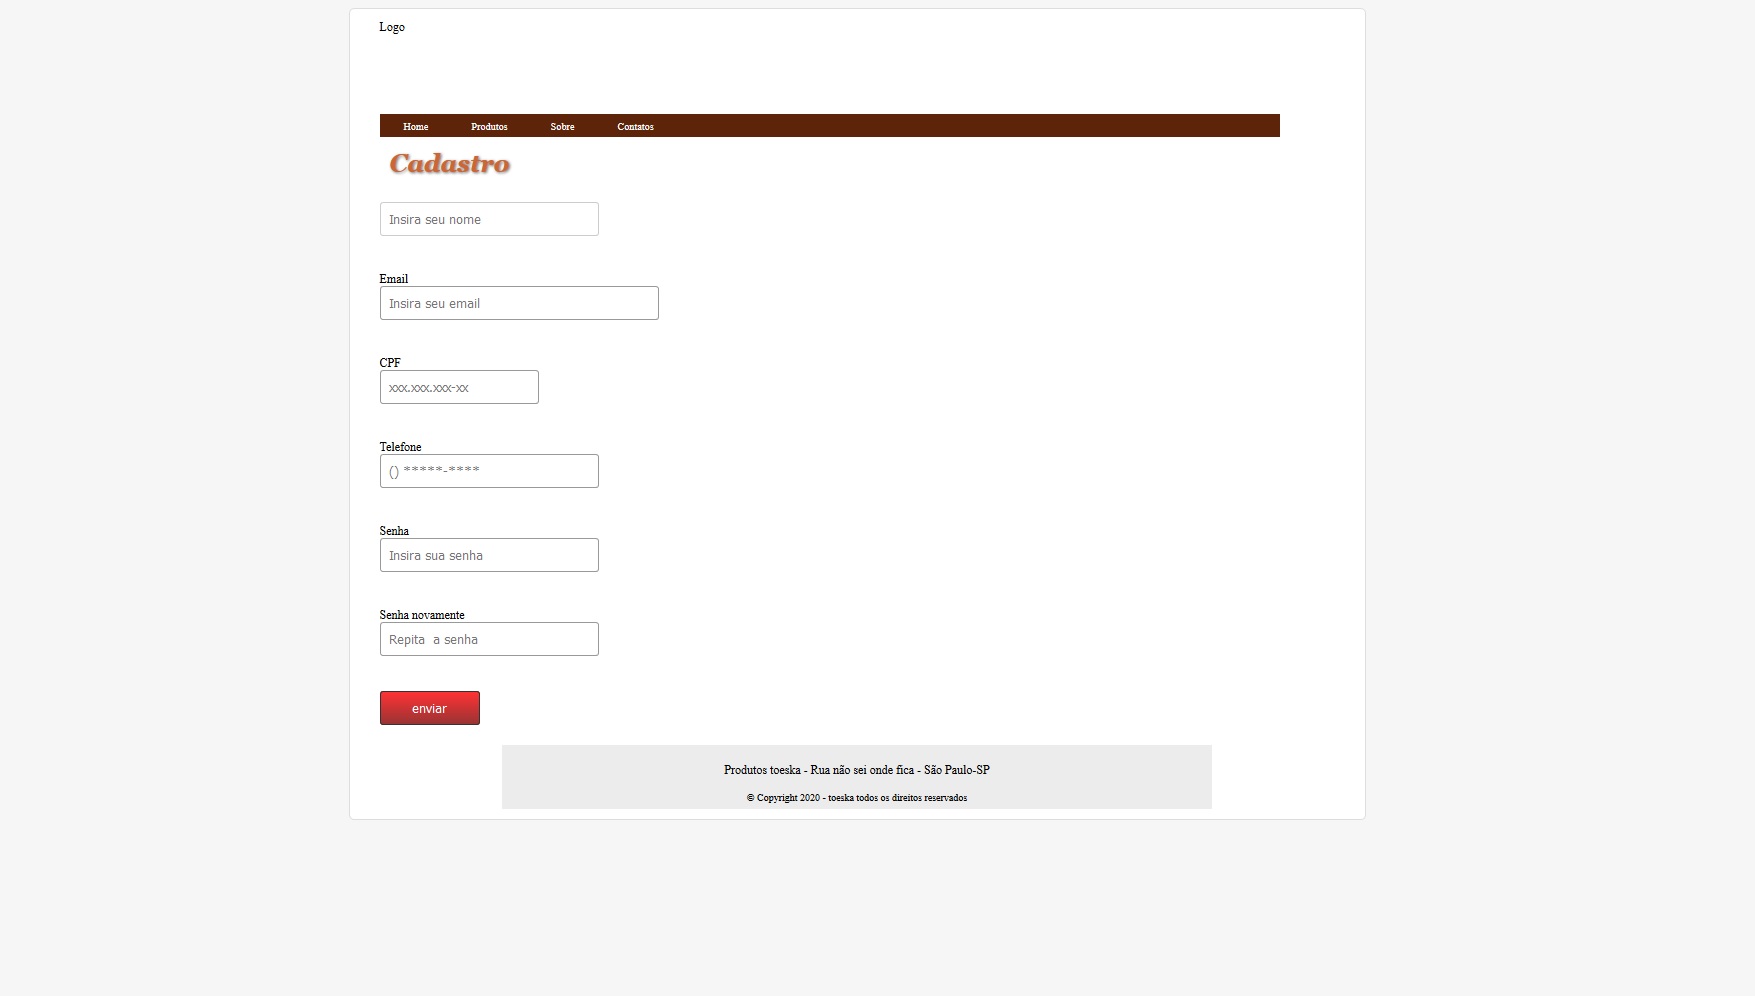 Logo
Home Produtos Sobre Contatos
Cadastro
Insira seu nome
Email
Insira seu email
CPF
xxx.xxx.xxx-xx
Telefone
() *****-****
Senha
Insira sua senha
Senha novamente
Repita  a senha
enviar
Produtos toeska - Rua não sei onde fica - São Paulo-SP
© Copyright 2020 - toeska todos os direitos reservados